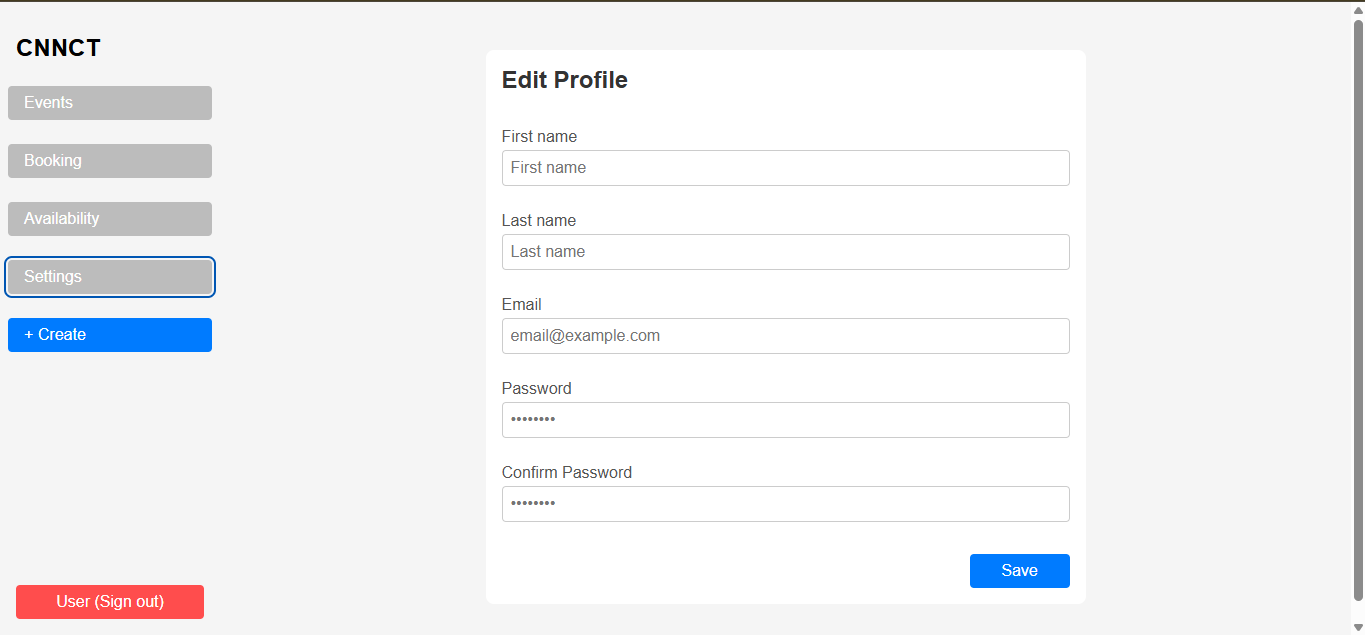 CNNCT
Events
Booking
Availability
Settings
+ Create
User (Sign out)
Edit Profile
First name
First name
Last name
Last name
Email
email@example.com
Password
••••••••
Confirm Password
••••••••
Save